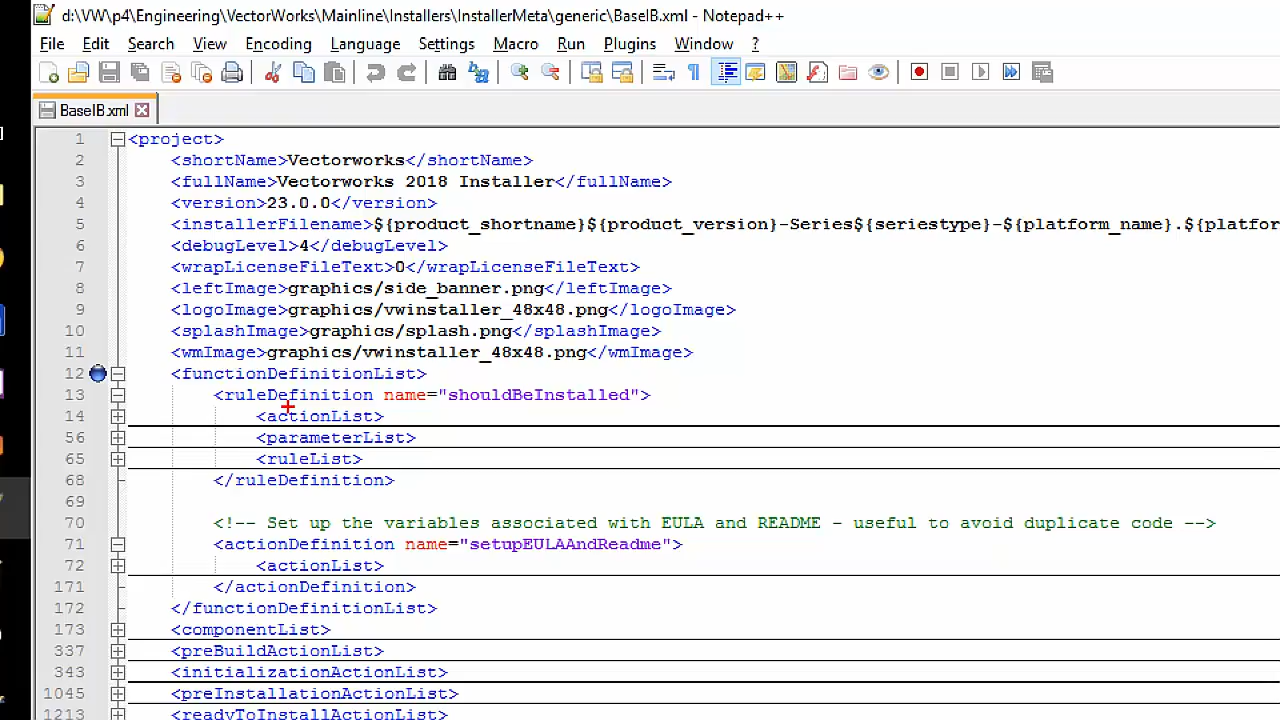 d:\VW\p4\Engineering\VectorWorks\Mainline\Installers\InstallerMeta\generic\BaseIB.xml - Notepad++
File Edit Search View Encoding Language Settings Macro Run Plugins Window ?
BaseIB.xml
1 <project>
2 <shortName>Vectorworks</shortName>
3 <fullName>Vectorworks 2018 Installer</fullName>
4 <version>23.0.0</version>
5 <installerFilename>${product_shortname}${product_version}-Series${seriestype}-${platform_name}.${platfor
6 <debugLevel>4</debugLevel>
7 <wrapLicenseFileText>0</wrapLicenseFileText>
8 <leftImage>graphics/side_banner.png</leftImage>
9 <logoImage>graphics/vwinstaller_48x48.png</logoImage>
10 <splashImage>graphics/splash.png</splashImage>
11 <wmImage>graphics/vwinstaller_48x48.png</wmImage>
12 <functionDefinitionList>
13 <ruleDefinition name="shouldBeInstalled">
14 <actionList>
56 <parameterList>
65 <ruleList>
68 </ruleDefinition>
69
70 <!-- Set up the variables associated with EULA and README - useful to avoid duplicate code -->
71 <actionDefinition name="setupEULAAndReadme">
72 <actionList>
171 </actionDefinition>
172 </functionDefinitionList>
173 <componentList>
337 <preBuildActionList>
343 <initializationActionList>
1045 <preInstallationActionList>
1213 <readyToInstallActionList>